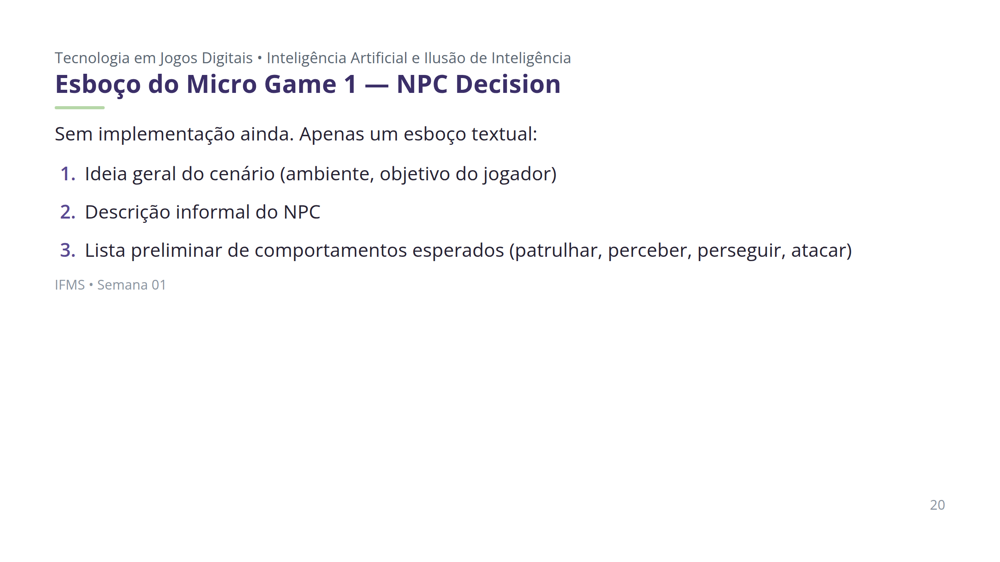 Tecnologia em Jogos Digitais • Inteligência Artificial e Ilusão de Inteligência
Esboço do Micro Game 1 — NPC Decision
Sem implementação ainda. Apenas um esboço textual:
1. Ideia geral do cenário (ambiente, objetivo do jogador)
2. Descrição informal do NPC
3. Lista preliminar de comportamentos esperados (patrulhar, perceber, perseguir, atacar)
IFMS • Semana 01
20